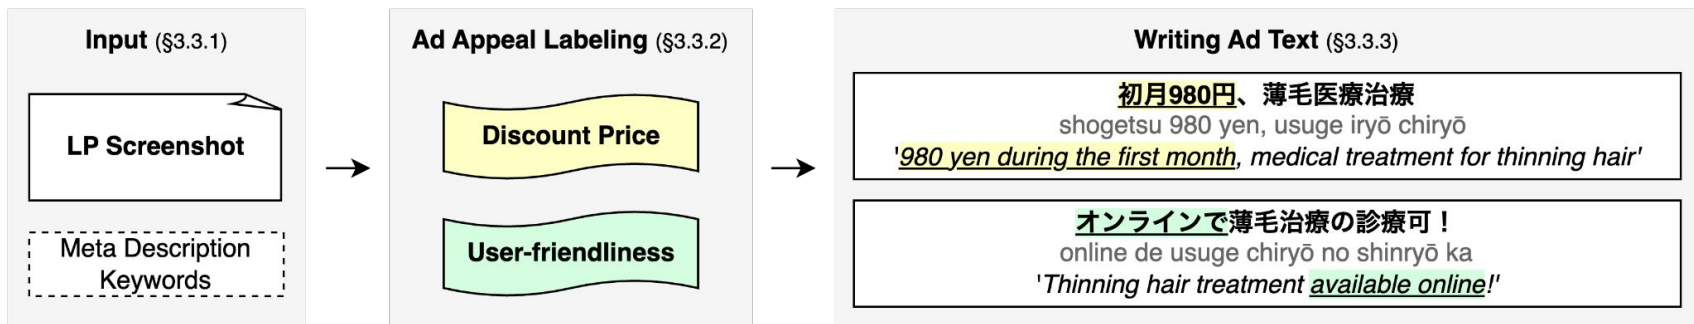 Input (§3.3.1)
LP Screenshot
Meta Description
Keywords
Ad Appeal Labeling (§3.3.2)
Discount Price
User-friendliness
Writing Ad Text (§3.3.3)
初月980円、薄毛医療治療
shogetsu 980 yen, usuge iryō chiryō
'980 yen during the first month, medical treatment for thinning hair'
オンラインで薄毛治療の診療可！
online de usuge chiryō no shinryō ka
'Thinning hair treatment available online!'